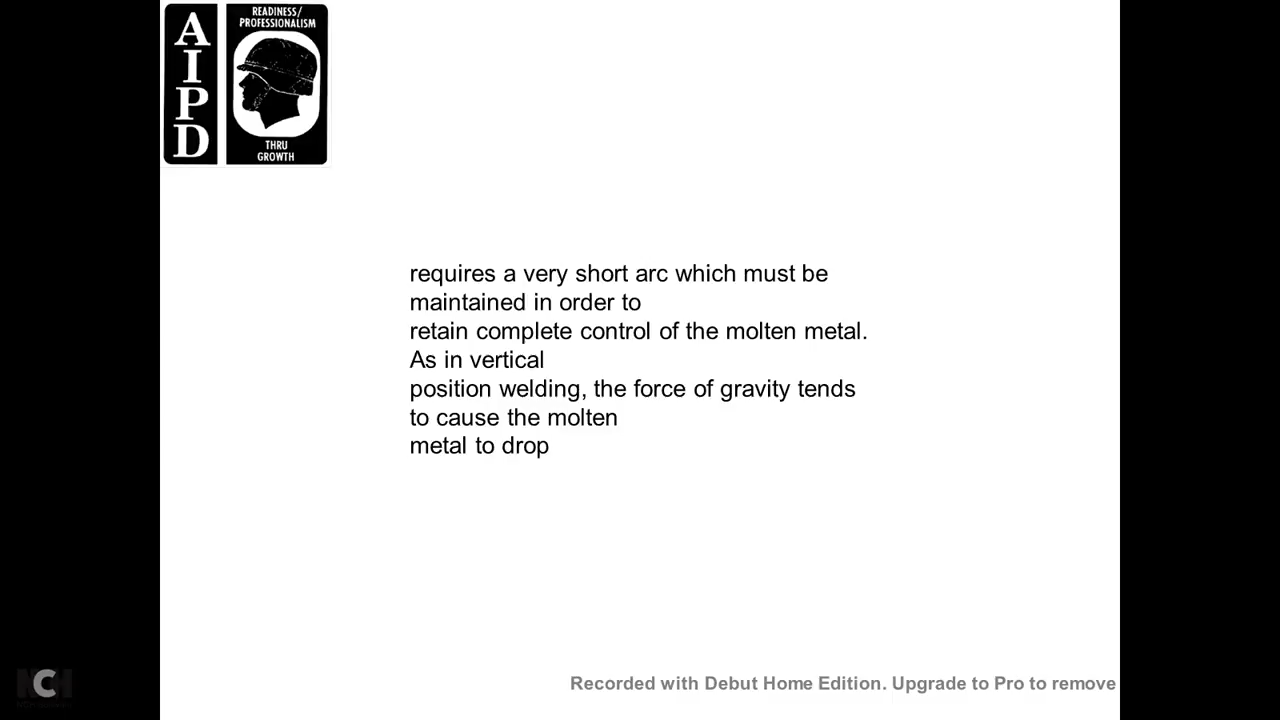 A
I
P
D
READINESS/
PROFESSIONALISM
THRU
GROWTH
requires a very short arc which must be
maintained in order to
retain complete control of the molten metal.
As in vertical
position welding, the force of gravity tends
to cause the molten
metal to drop
Recorded with Debut Home Edition. Upgrade to Pro to remove
NCH